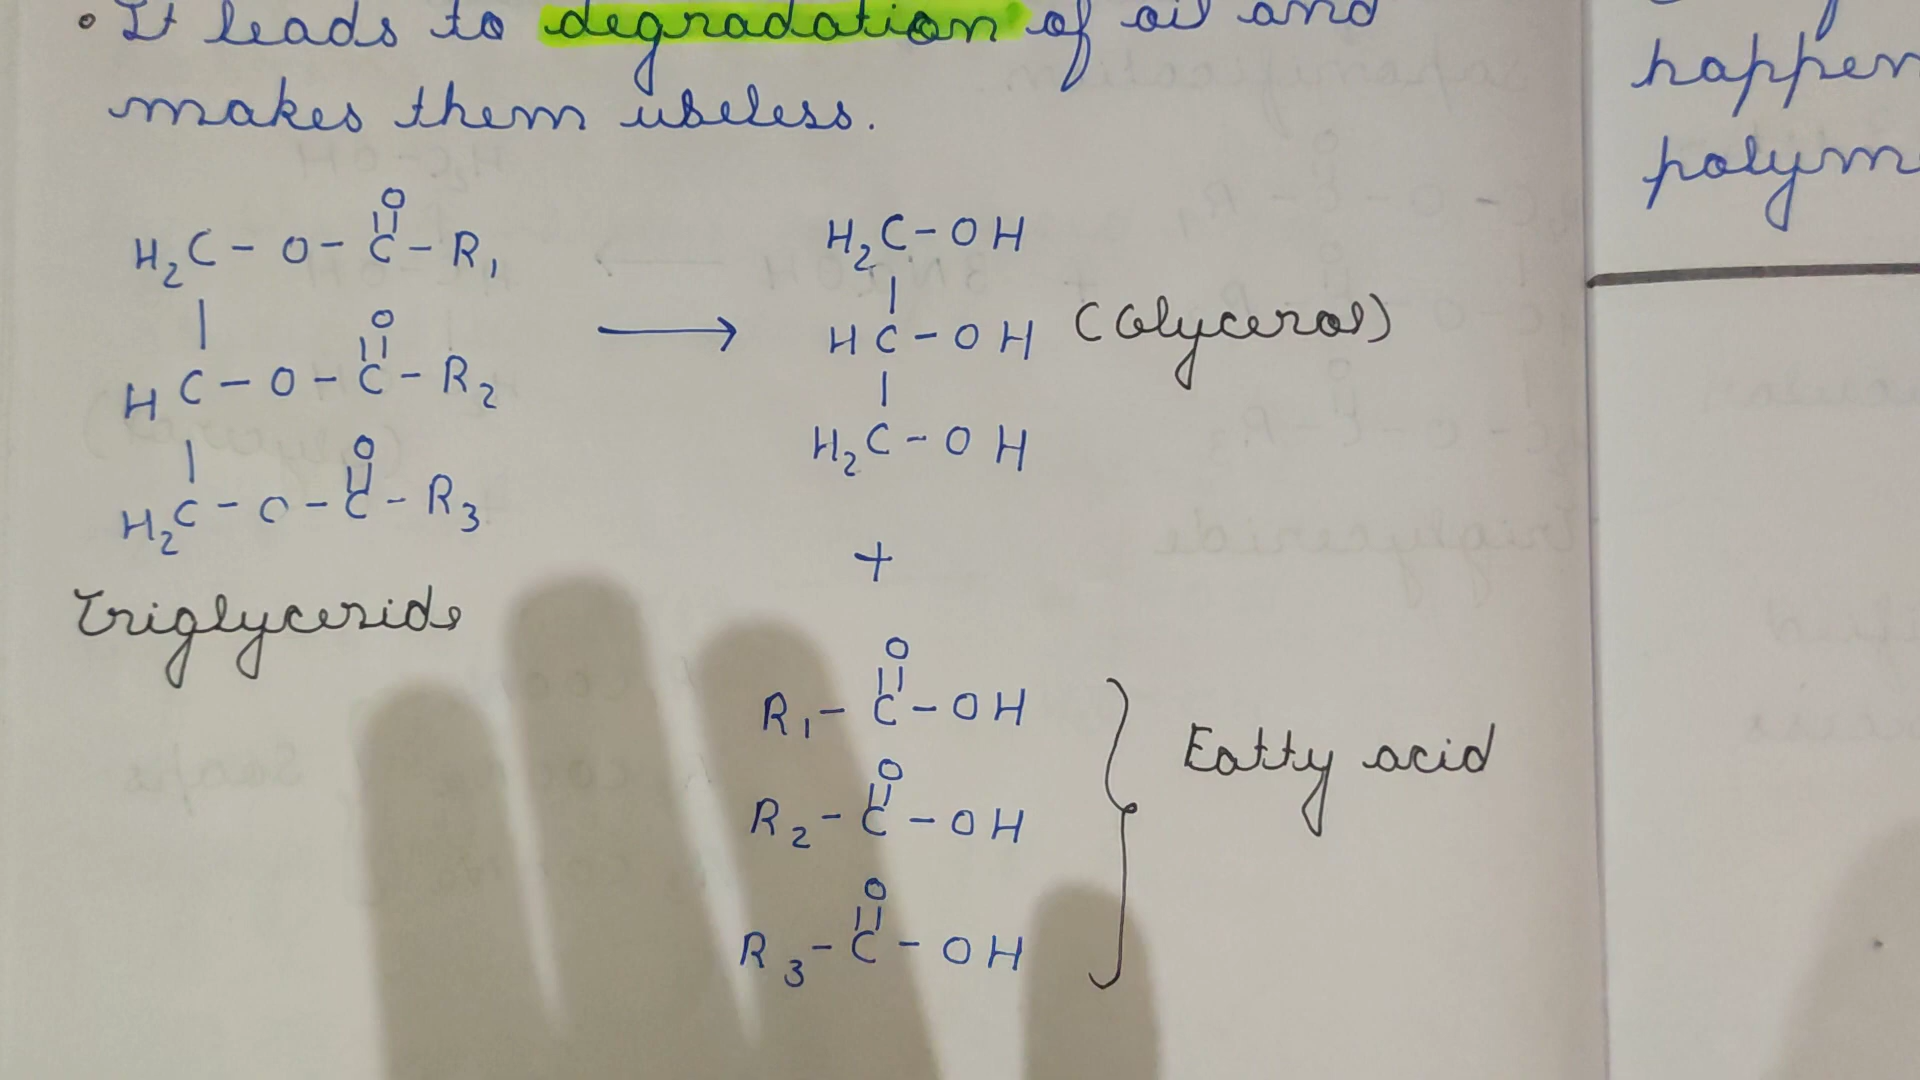 • It leads to degradation of oil and
makes them useless.
O
||
H₂C - O - C - R₁
|
O
||
HC - O - C - R₂
|
O
||
H₂C - O - C - R₃
Triglyceride
⟶
H₂C - OH
|
HC - OH (Glycerol)
|
H₂C - OH
+
O
||
R₁ - C - OH
O
||
R₂ - C - OH
O
||
R₃ - C - OH
} Fatty acid
happen
polym